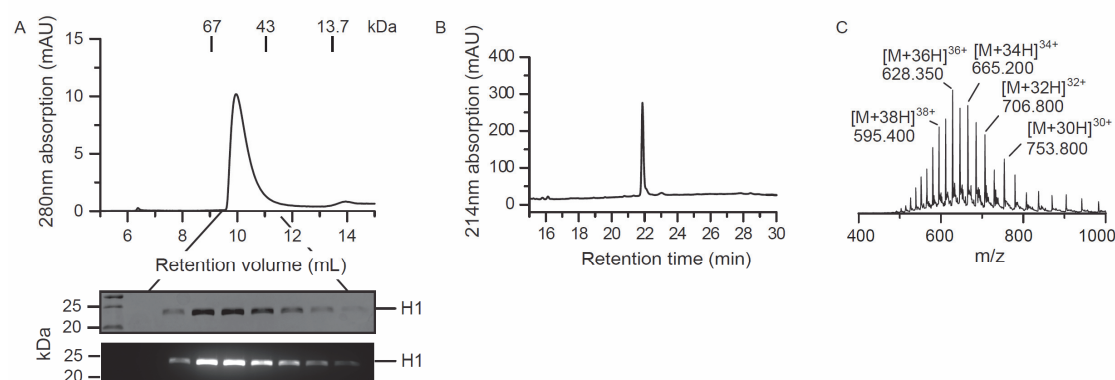 A
67 43 13.7 kDa
280nm absorption (mAU)
15
10
5
0
6 8 10 12 14
Retention volume (mL)
kDa
25
20
H1
25
20
H1
B
214nm absorption (mAU)
400
300
200
100
0
16 18 20 22 24 26 28 30
Retention time (min)
C
[M+36H]36+
628.350
[M+34H]34+
665.200
[M+32H]32+
706.800
[M+38H]38+
595.400
[M+30H]30+
753.800
400 600 800 1000
m/z